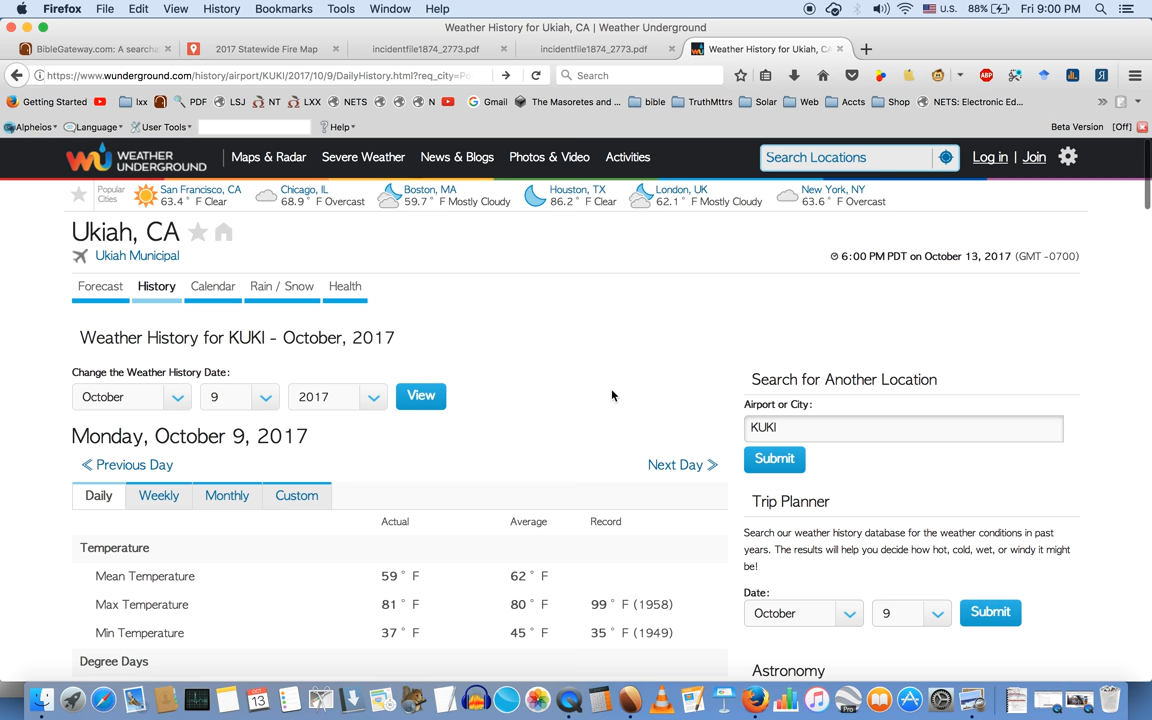 Firefox File Edit View History Bookmarks Tools Window Help U.S. 88% Fri 9:00 PM
Weather History for Ukiah, CA | Weather Underground
BibleGateway.com: A search 2017 Statewide Fire Map incidentfile1874_2773.pdf incidentfile1874_2773.pdf Weather History for Ukiah, CA
https://www.wunderground.com/history/airport/KUKI/2017/10/9/DailyHistory.html?req_city=Po Search ABP
Getting Started lxx PDF LSJ NT LXX NETS N Gmail The Masoretes and ... bible TruthMttrs Solar Web Accts Shop NETS: Electronic Ed...
Alpheios Language User Tools Help Beta Version [Off]
WEATHER UNDERGROUND Maps & Radar Severe Weather News & Blogs Photos & Video Activities Search Locations Log in | Join
Popular Cities San Francisco, CA 63.4 ° F Clear Chicago, IL 68.9 ° F Overcast Boston, MA 59.7 ° F Mostly Cloudy Houston, TX 86.2 ° F Clear London, UK 62.1 ° F Mostly Cloudy New York, NY 63.6 ° F Overcast
Ukiah, CA
Ukiah Municipal 6:00 PM PDT on October 13, 2017 (GMT -0700)
Forecast History Calendar Rain / Snow Health
Weather History for KUKI - October, 2017
Change the Weather History Date:
October 9 2017 View
Monday, October 9, 2017
≪ Previous Day Next Day ≫
Daily Weekly Monthly Custom
Actual Average Record
Temperature
Mean Temperature 59 ° F 62 ° F
Max Temperature 81 ° F 80 ° F 99 ° F (1958)
Min Temperature 37 ° F 45 ° F 35 ° F (1949)
Degree Days
Search for Another Location
Airport or City:
KUKI
Submit
Trip Planner
Search our weather history database for the weather conditions in past
years. The results will help you decide how hot, cold, wet, or windy it might
be!
Date:
October 9 Submit
Astronomy
OCT 13 Pro